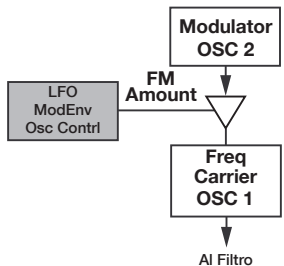 Modulator
OSC 2
FM
Amount
LFO
ModEnv
Osc Contrl
Freq
Carrier
OSC 1
Al Filtro